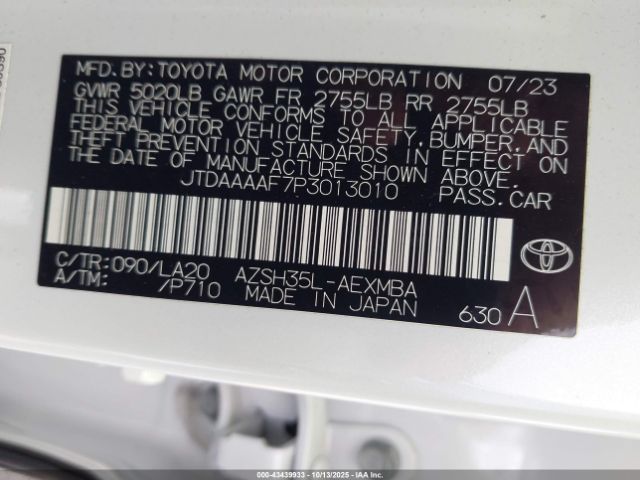 MFD.BY:TOYOTA MOTOR CORPORATION 07/23
GVWR 5020LB GAWR FR 2755LB RR 2755LB
THIS VEHICLE CONFORMS TO ALL APPLICABLE
FEDERAL MOTOR VEHICLE SAFETY,BUMPER,AND
THEFT PREVENTION STANDARDS IN EFFECT ON
THE DATE OF MANUFACTURE SHOWN ABOVE.
JTDAAAAF7P3013010 PASS.CAR
C/TR:090/LA20 AZSH35L-AEXMBA
A/TM: /P710 MADE IN JAPAN
TOYOTA
630 A
000-43439933 - 10/13/2025 - IAAI.COM